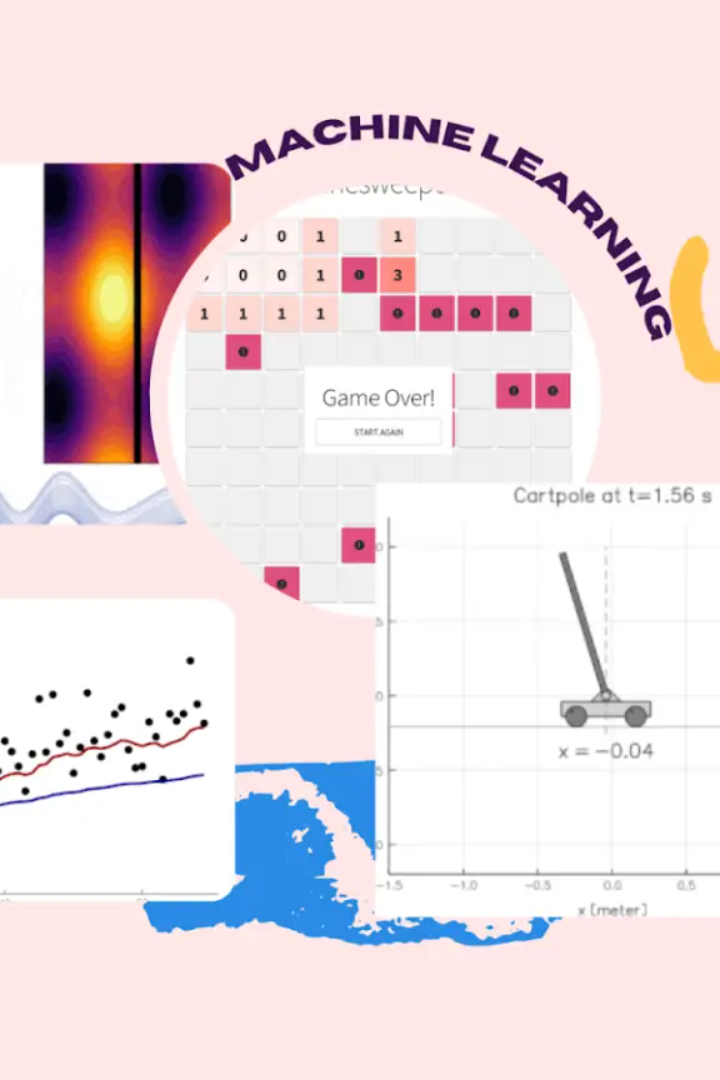 MACHINE LEARNING
0 1 1
0 0 1 3
1 1 1 1
Game Over!
START AGAIN
Cartpole at t=1.56 s
x = −0.04
−1.5 −1.0 −0.5 0.0 0.5
x [meter]